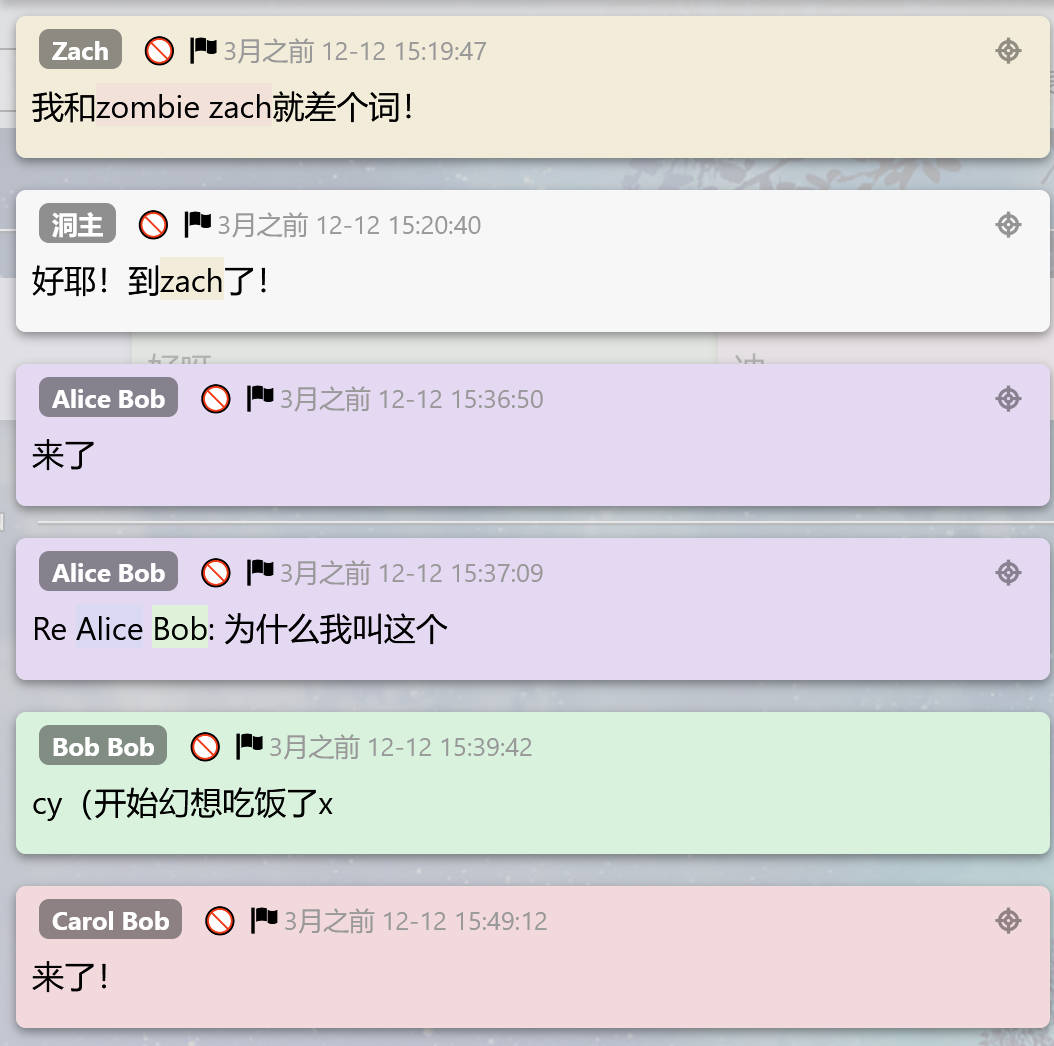 Zach 3月之前 12-12 15:19:47
我和zombie zach就差个词！
洞主 3月之前 12-12 15:20:40
好耶！到zach了！
Alice Bob 3月之前 12-12 15:36:50
来了
Alice Bob 3月之前 12-12 15:37:09
Re Alice Bob: 为什么我叫这个
Bob Bob 3月之前 12-12 15:39:42
cy（开始幻想吃饭了x
Carol Bob 3月之前 12-12 15:49:12
来了！